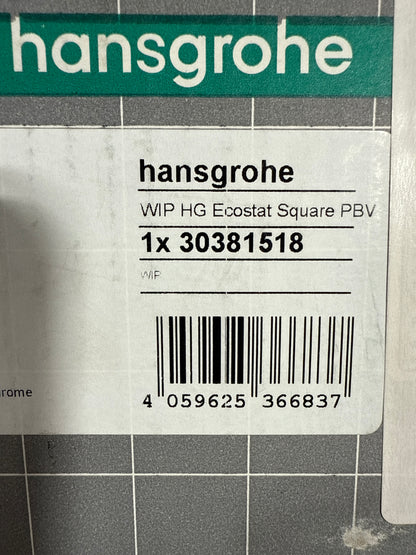 hansgrohe
hansgrohe
WIP HG Ecostat Square PBV
1x 30381518
WIP
4 059625 366837
rome